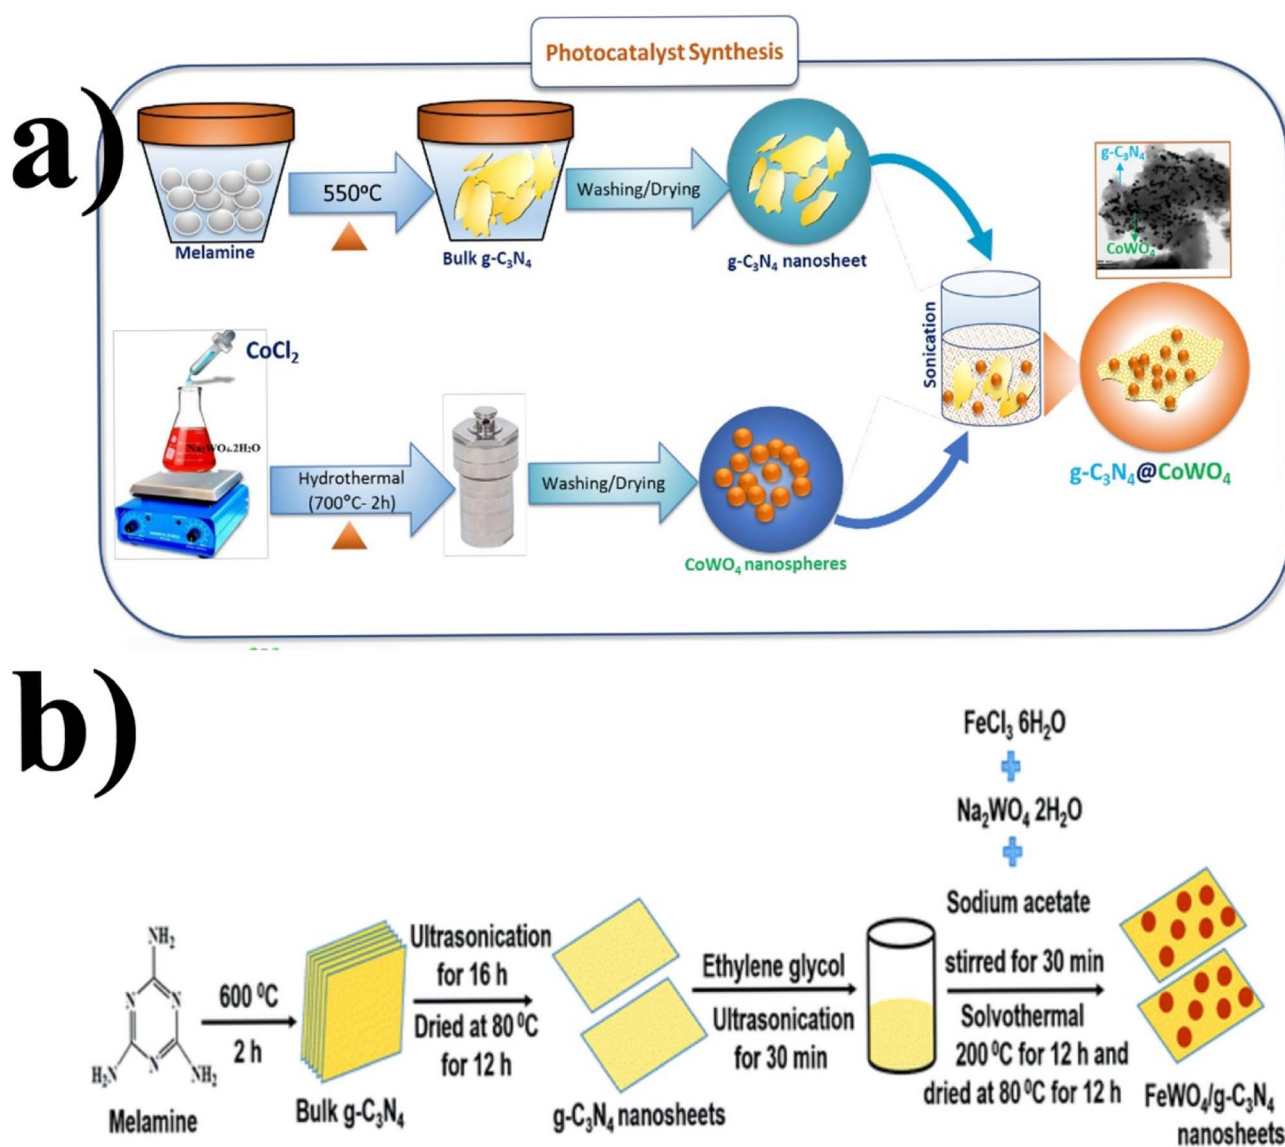 a)
Photocatalyst Synthesis
Melamine
550ºC
Bulk g-C₃N₄
Washing/Drying
g-C₃N₄ nanosheet
CoCl₂
Na₂WO₄.2H₂O
Hydrothermal
(700°C- 2h)
Washing/Drying
CoWO₄ nanospheres
Sonication
g-C₃N₄
CoWO₄
g-C₃N₄@CoWO₄
b)
Melamine
NH₂
N
N
N
H₂N
NH₂
600 ⁰C
2 h
Bulk g-C₃N₄
Ultrasonication
for 16 h
Dried at 80 ⁰C
for 12 h
g-C₃N₄ nanosheets
Ethylene glycol
Ultrasonication
for 30 min
FeCl₃ 6H₂O
+
Na₂WO₄ 2H₂O
+
Sodium acetate
stirred for 30 min
Solvothermal
200 ⁰C for 12 h and
dried at 80 ⁰C for 12 h
FeWO₄/g-C₃N₄
nanosheets